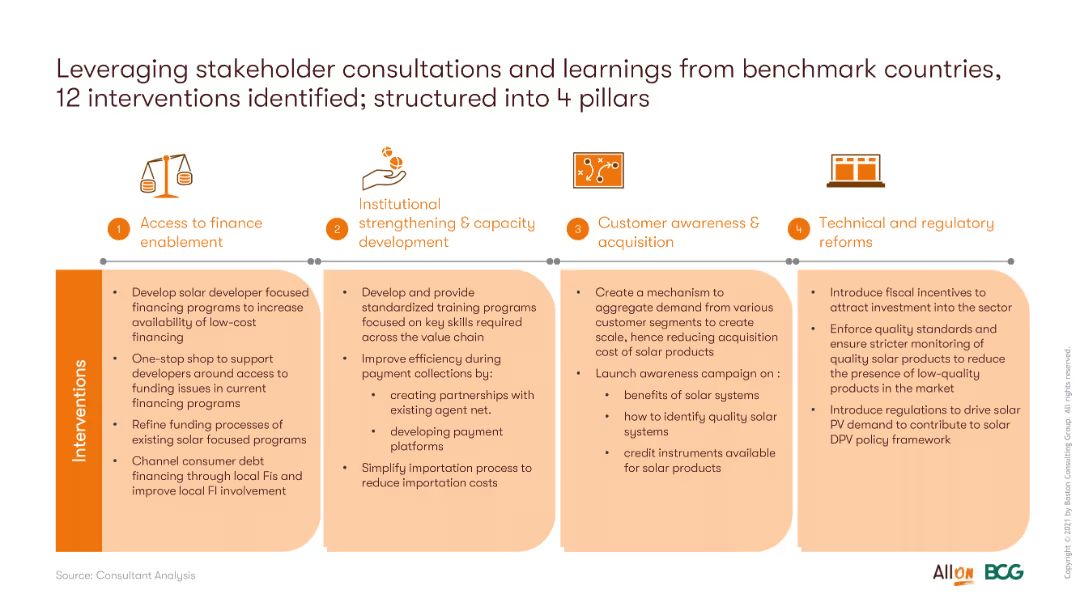 Leveraging stakeholder consultations and learnings from benchmark countries,
12 interventions identified; structured into 4 pillars
1
Access to finance
enablement
2
Institutional
strengthening & capacity
development
3
Customer awareness &
acquisition
4
Technical and regulatory
reforms
Interventions
• Develop solar developer focused
financing programs to increase
availability of low-cost
financing
• One-stop shop to support
developers around access to
funding issues in current
financing programs
• Refine funding processes of
existing solar focused programs
• Channel consumer debt
financing through local Fis and
improve local FI involvement
• Develop and provide
standardized training programs
focused on key skills required
across the value chain
• Improve efficiency during
payment collections by:
• creating partnerships with
existing agent net.
• developing payment
platforms
• Simplify importation process to
reduce importation costs
• Create a mechanism to
aggregate demand from various
customer segments to create
scale, hence reducing acquisition
cost of solar products
• Launch awareness campaign on :
• benefits of solar systems
• how to identify quality solar
systems
• credit instruments available
for solar products
• Introduce fiscal incentives to
attract investment into the sector
• Enforce quality standards and
ensure stricter monitoring of
quality solar products to reduce
the presence of low-quality
products in the market
• Introduce regulations to drive solar
PV demand to contribute to solar
DPV policy framework
Source: Consultant Analysis
All on
BCG
Copyright © 2021 by Boston Consulting Group. All rights reserved.